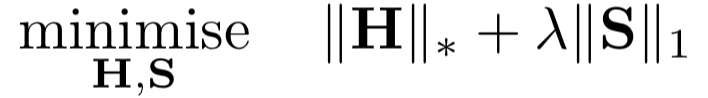 minimise ‖H‖* + λ‖S‖1
H,S